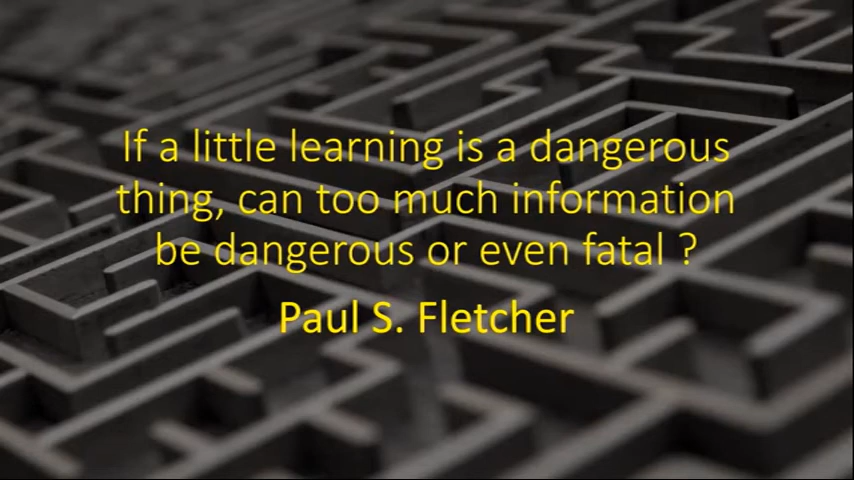 If a little learning is a dangerous
thing, can too much information
be dangerous or even fatal ?
Paul S. Fletcher